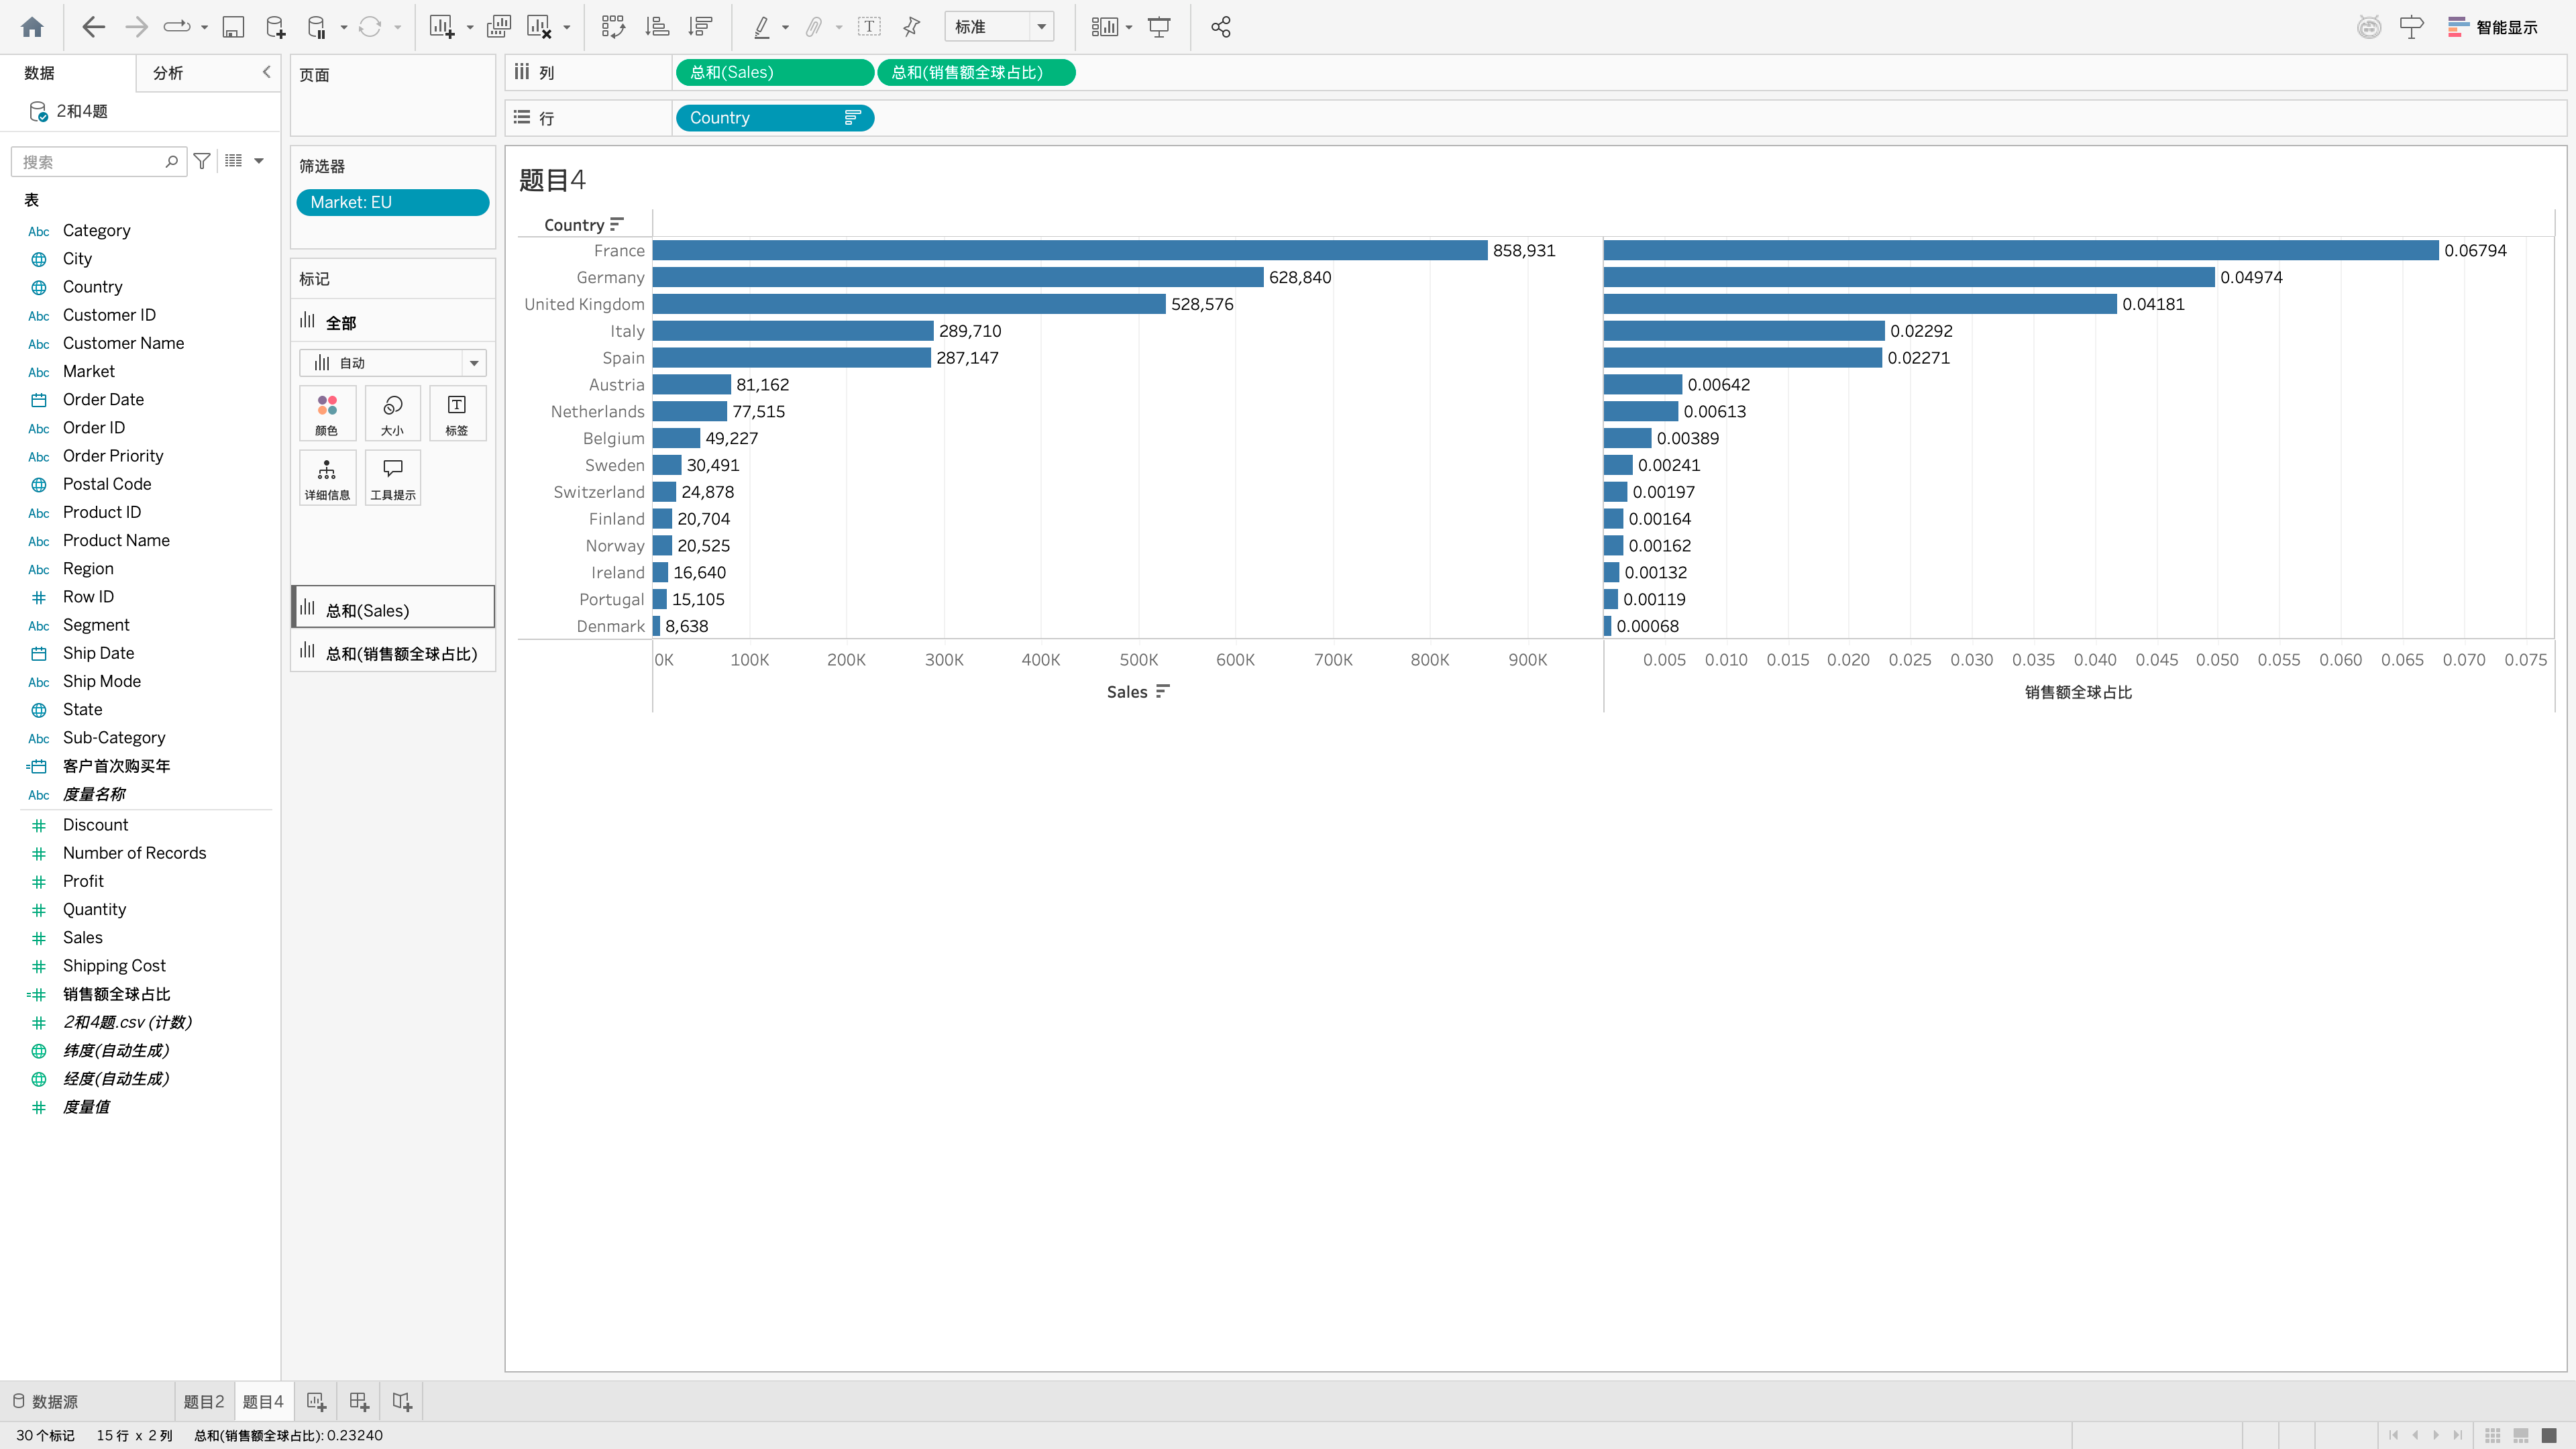 标准
智能显示
数据
分析
2和4题
搜索
表
Abc Category
City
Country
Abc Customer ID
Abc Customer Name
Abc Market
Order Date
Abc Order ID
Abc Order Priority
Postal Code
Abc Product ID
Abc Product Name
Abc Region
Row ID
Abc Segment
Ship Date
Abc Ship Mode
State
Abc Sub-Category
客户首次购买年
Abc 度量名称
Discount
Number of Records
Profit
Quantity
Sales
Shipping Cost
销售额全球占比
2和4题.csv (计数)
纬度(自动生成)
经度(自动生成)
度量值
页面
筛选器
Market: EU
标记
全部
自动
颜色
大小
标签
详细信息
工具提示
总和(Sales)
总和(销售额全球占比)
列
总和(Sales)
总和(销售额全球占比)
行
Country
题目4
Country
France 858,931 0.06794
Germany 628,840 0.04974
United Kingdom 528,576 0.04181
Italy 289,710 0.02292
Spain 287,147 0.02271
Austria 81,162 0.00642
Netherlands 77,515 0.00613
Belgium 49,227 0.00389
Sweden 30,491 0.00241
Switzerland 24,878 0.00197
Finland 20,704 0.00164
Norway 20,525 0.00162
Ireland 16,640 0.00132
Portugal 15,105 0.00119
Denmark 8,638 0.00068
0K 100K 200K 300K 400K 500K 600K 700K 800K 900K
0.005 0.010 0.015 0.020 0.025 0.030 0.035 0.040 0.045 0.050 0.055 0.060 0.065 0.070 0.075
Sales
销售额全球占比
数据源
题目2
题目4
30 个标记 15 行 x 2 列 总和(销售额全球占比): 0.23240